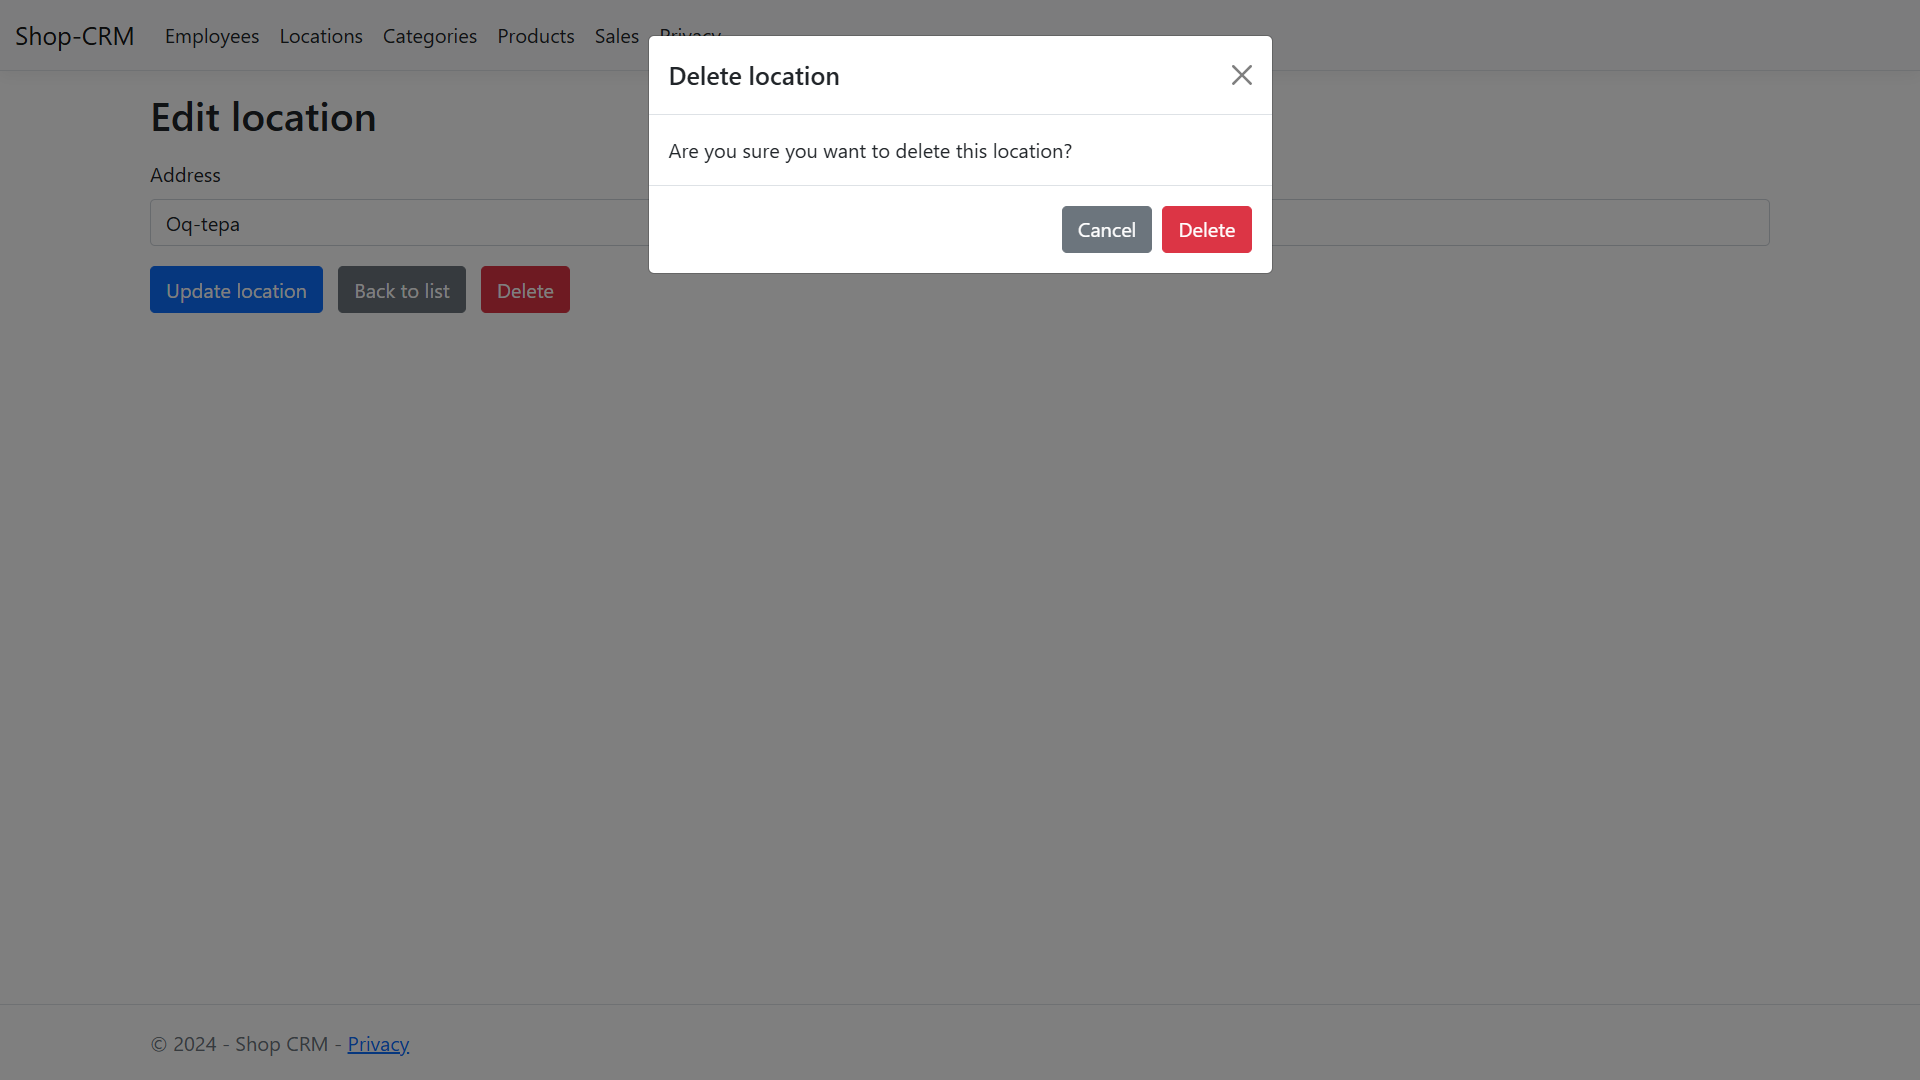 Shop-CRM Employees Locations Categories Products Sales Privacy
Delete location
Are you sure you want to delete this location?
Cancel Delete
Edit location
Address
Oq-tepa
Update location Back to list Delete
© 2024 - Shop CRM - Privacy